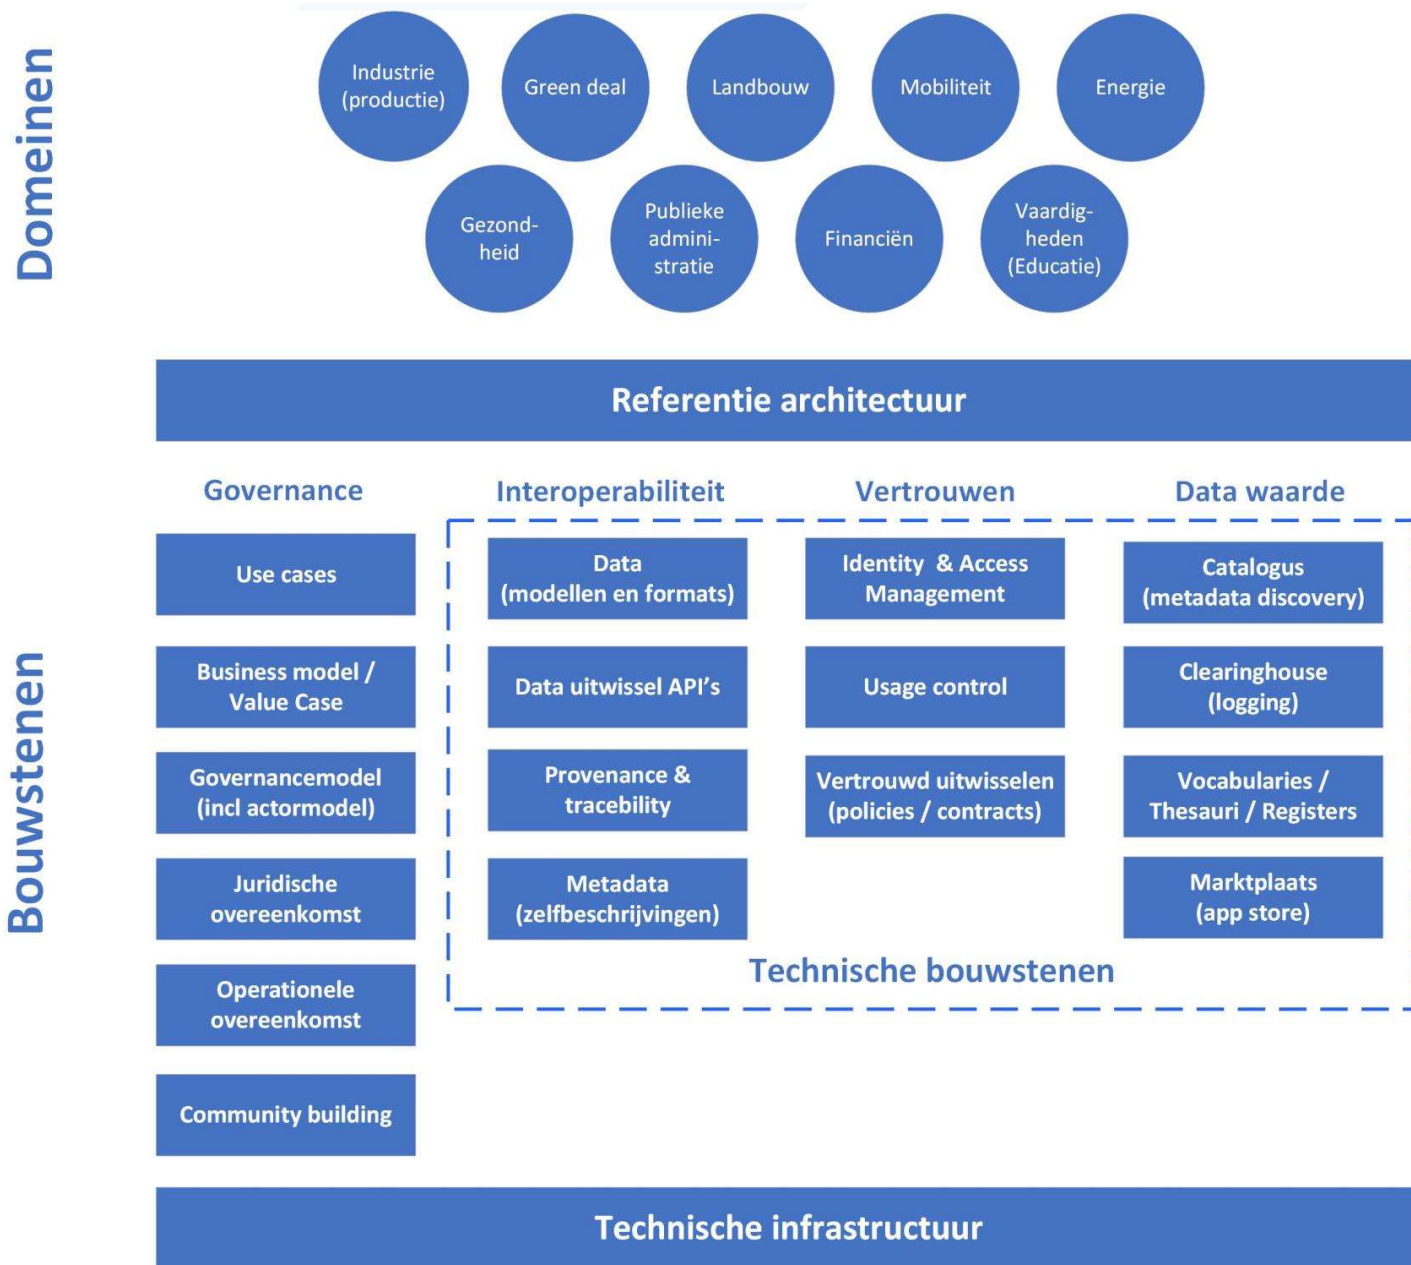 Domeinen
Industrie
(productie)
Green deal
Landbouw
Mobiliteit
Energie
Gezond-
heid
Publieke
admini-
stratie
Financiën
Vaardig-
heden
(Educatie)
Referentie architectuur
Bouwstenen
Governance
Use cases
Business model /
Value Case
Governancemodel
(incl actormodel)
Juridische
overeenkomst
Operationele
overeenkomst
Community building
Interoperabiliteit
Data
(modellen en formats)
Data uitwissel API’s
Provenance &
tracebility
Metadata
(zelfbeschrijvingen)
Vertrouwen
Identity & Access
Management
Usage control
Vertrouwd uitwisselen
(policies / contracts)
Data waarde
Catalogus
(metadata discovery)
Clearinghouse
(logging)
Vocabularies /
Thesauri / Registers
Marktplaats
(app store)
Technische bouwstenen
Technische infrastructuur